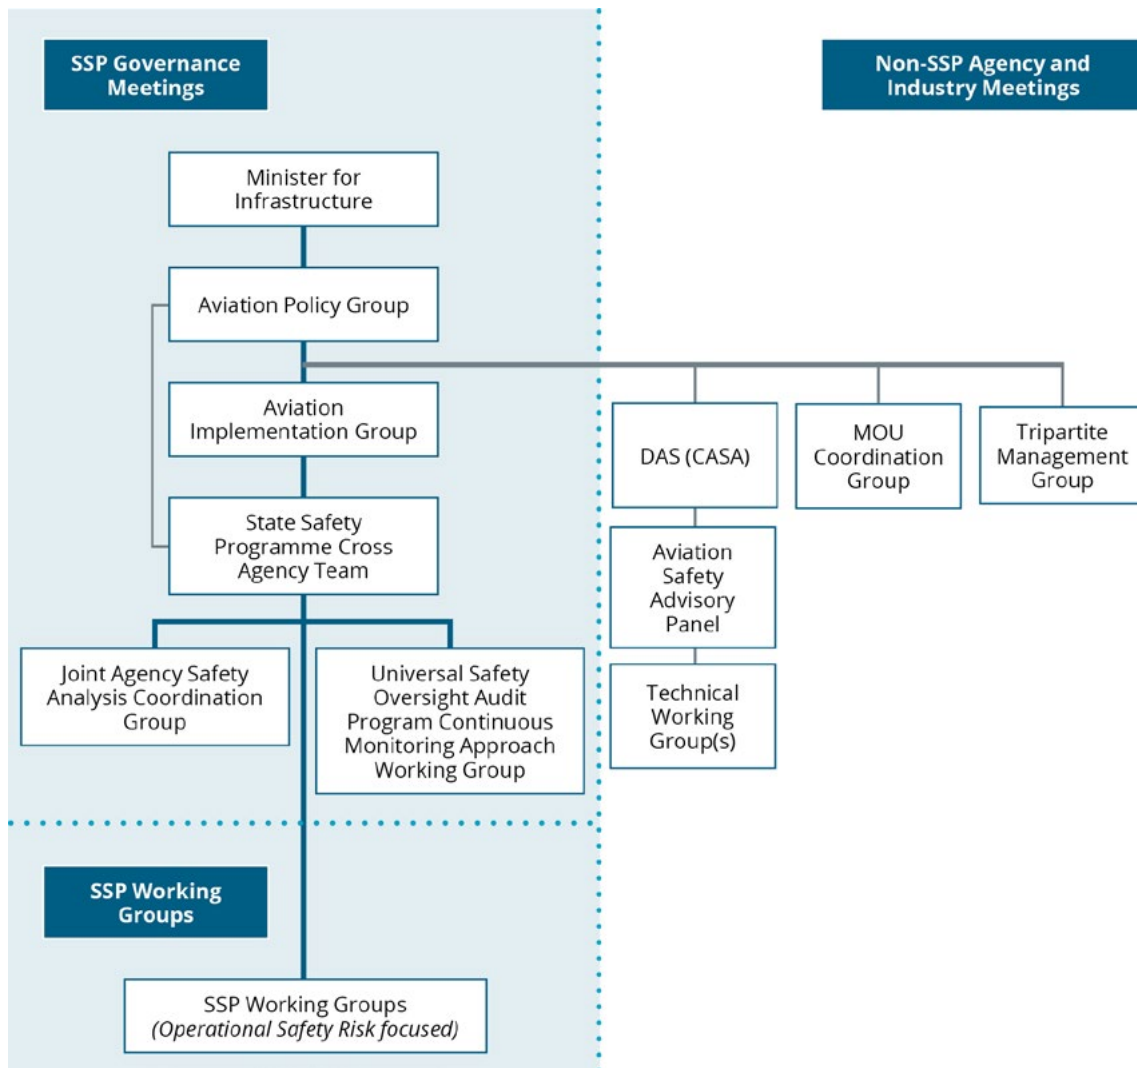 SSP Governance
Meetings
Non-SSP Agency and
Industry Meetings
Minister for
Infrastructure
Aviation Policy Group
Aviation
Implementation Group
State Safety
Programme Cross
Agency Team
Joint Agency Safety
Analysis Coordination
Group
Universal Safety
Oversight Audit
Program Continuous
Monitoring Approach
Working Group
DAS (CASA)
MOU
Coordination
Group
Tripartite
Management
Group
Aviation
Safety
Advisory
Panel
Technical
Working
Group(s)
SSP Working
Groups
SSP Working Groups
(Operational Safety Risk focused)